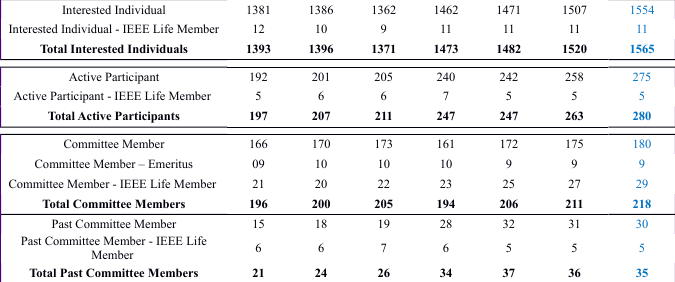 Interested Individual 1381 1386 1362 1462 1471 1507 1554
Interested Individual - IEEE Life Member 12 10 9 11 11 11 11
Total Interested Individuals 1393 1396 1371 1473 1482 1520 1565
Active Participant 192 201 205 240 242 258 275
Active Participant - IEEE Life Member 5 6 6 7 5 5 5
Total Active Participants 197 207 211 247 247 263 280
Committee Member 166 170 173 161 172 175 180
Committee Member – Emeritus 09 10 10 10 9 9 9
Committee Member - IEEE Life Member 21 20 22 23 25 27 29
Total Committee Members 196 200 205 194 206 211 218
Past Committee Member 15 18 19 28 32 31 30
Past Committee Member - IEEE Life
Member 6 6 7 6 5 5 5
Total Past Committee Members 21 24 26 34 37 36 35